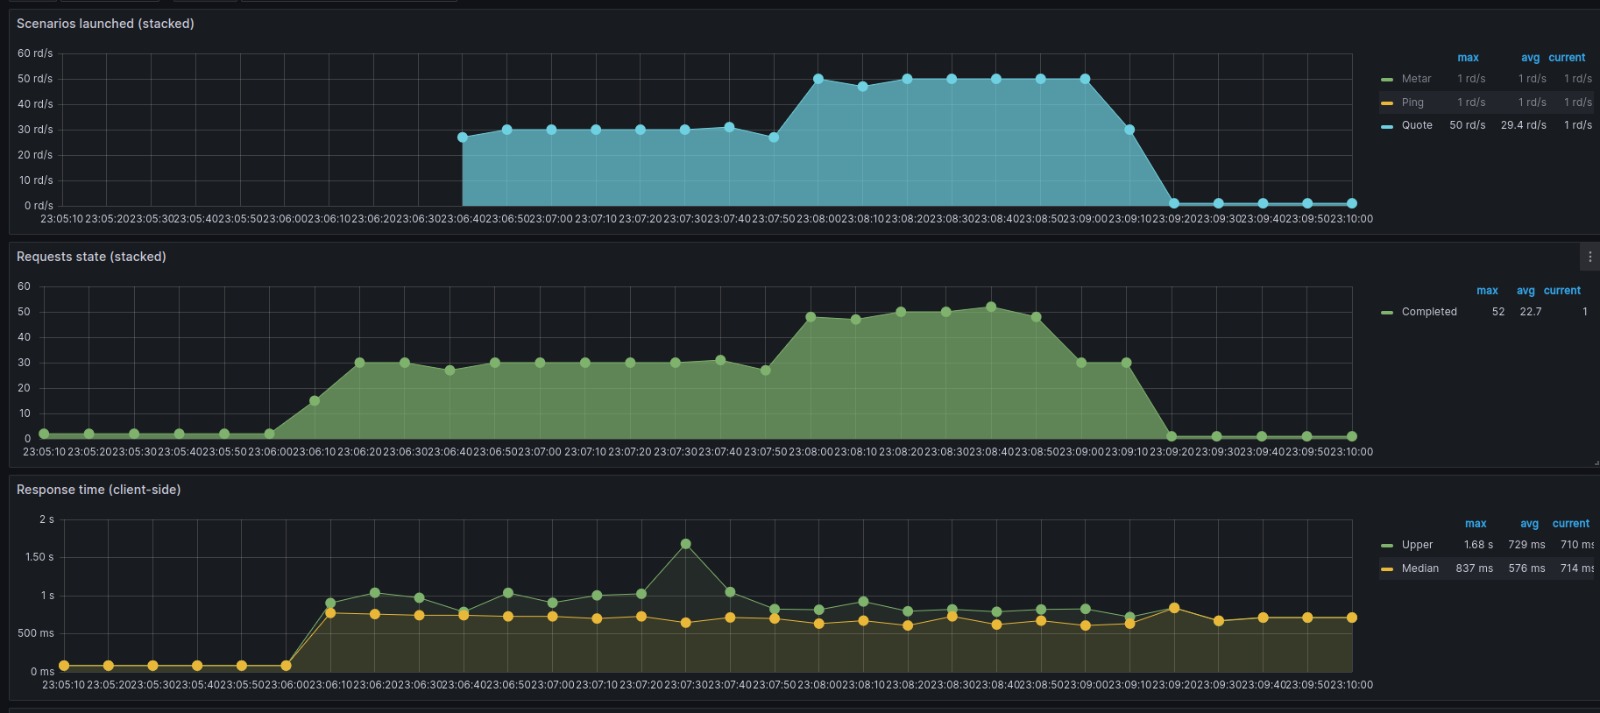 Scenarios launched (stacked)
60 rd/s
50 rd/s
40 rd/s
30 rd/s
20 rd/s
10 rd/s
0 rd/s
23:05:10 23:05:20 23:05:30 23:05:40 23:05:50 23:06:00 23:06:10 23:06:20 23:06:30 23:06:40 23:06:50 23:07:00 23:07:10 23:07:20 23:07:30 23:07:40 23:07:50 23:08:00 23:08:10 23:08:20 23:08:30 23:08:40 23:08:50 23:09:00 23:09:10 23:09:20 23:09:30 23:09:40 23:09:50 23:10:00
max avg current
Metar 1 rd/s 1 rd/s 1 rd/s
Ping 1 rd/s 1 rd/s 1 rd/s
Quote 50 rd/s 29.4 rd/s 1 rd/s
Requests state (stacked)
60
50
40
30
20
10
0
23:05:10 23:05:20 23:05:30 23:05:40 23:05:50 23:06:00 23:06:10 23:06:20 23:06:30 23:06:40 23:06:50 23:07:00 23:07:10 23:07:20 23:07:30 23:07:40 23:07:50 23:08:00 23:08:10 23:08:20 23:08:30 23:08:40 23:08:50 23:09:00 23:09:10 23:09:20 23:09:30 23:09:40 23:09:50 23:10:00
max avg current
Completed 52 22.7 1
Response time (client-side)
2 s
1.50 s
1 s
500 ms
0 ms
23:05:10 23:05:20 23:05:30 23:05:40 23:05:50 23:06:00 23:06:10 23:06:20 23:06:30 23:06:40 23:06:50 23:07:00 23:07:10 23:07:20 23:07:30 23:07:40 23:07:50 23:08:00 23:08:10 23:08:20 23:08:30 23:08:40 23:08:50 23:09:00 23:09:10 23:09:20 23:09:30 23:09:40 23:09:50 23:10:00
max avg current
Upper 1.68 s 729 ms 710 ms
Median 837 ms 576 ms 714 ms